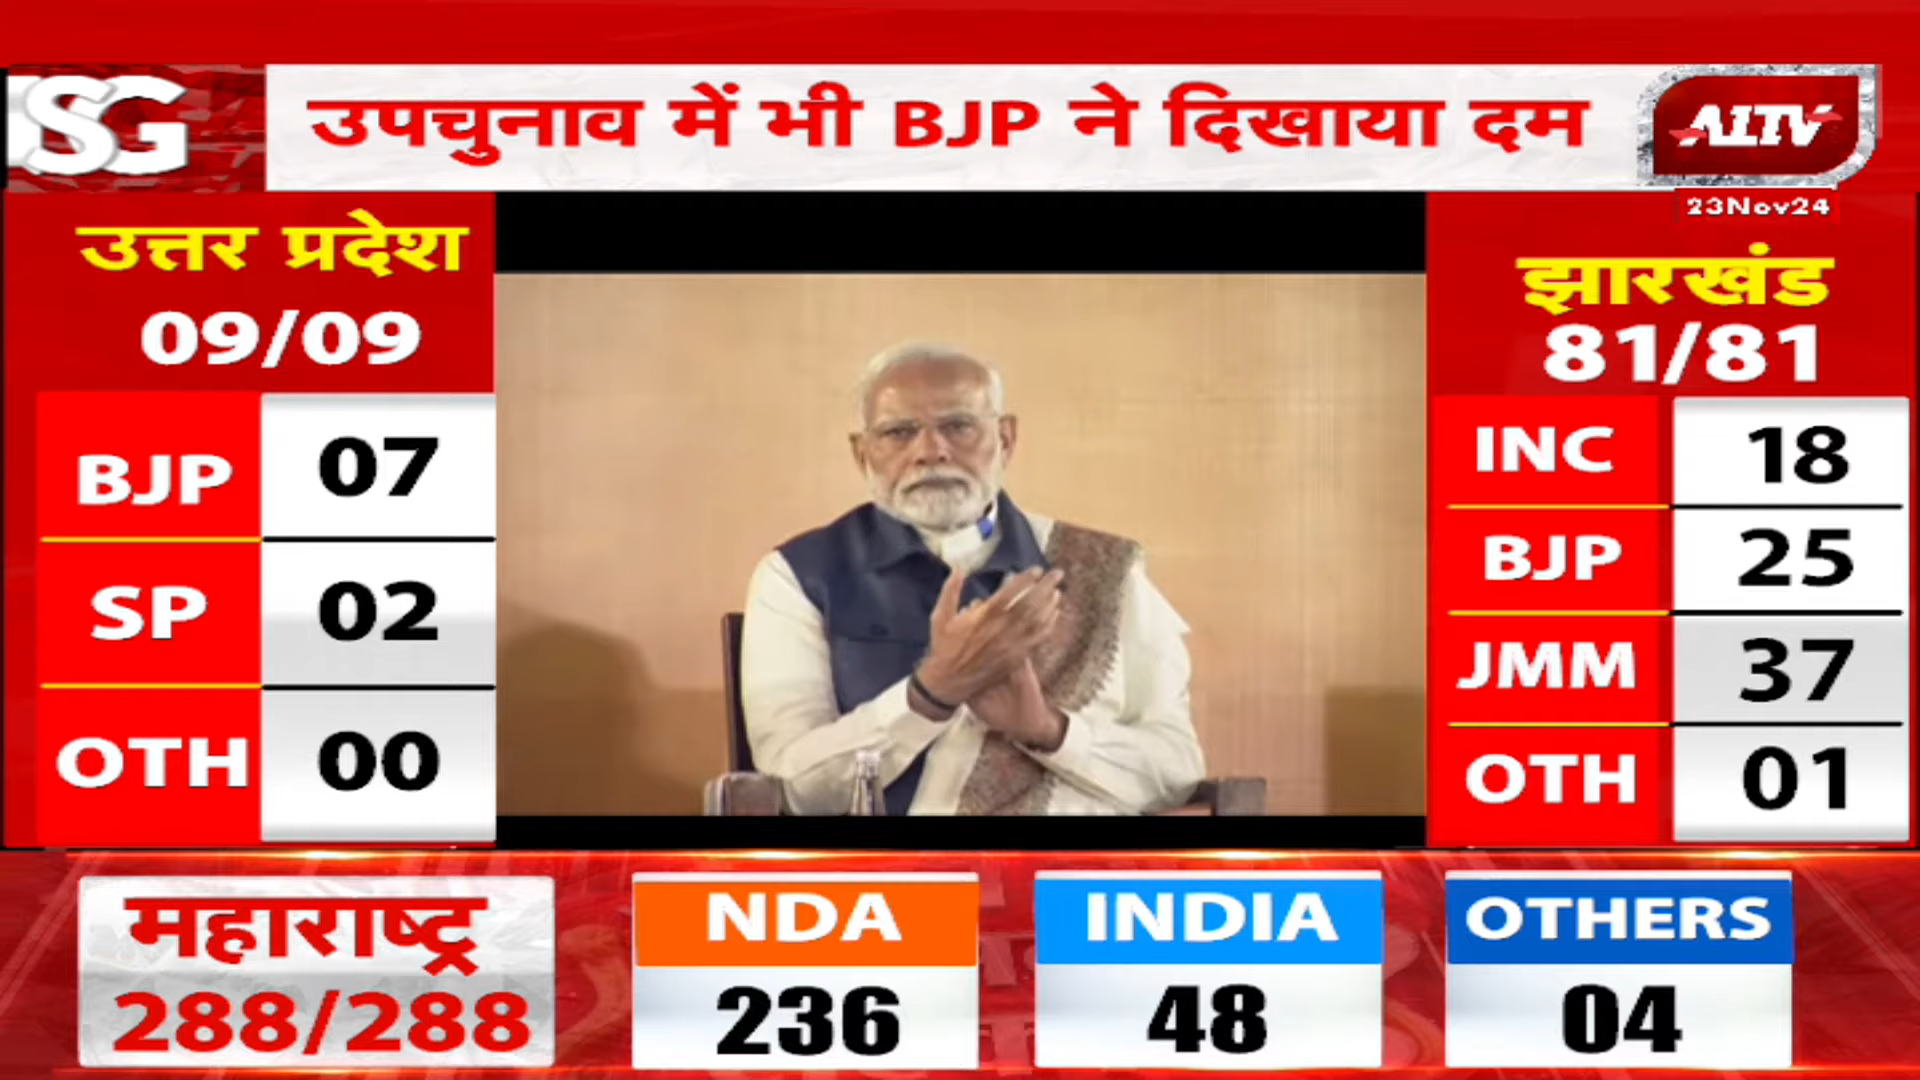 SG
उपचुनाव में भी BJP ने दिखाया दम
ALTV
23Nov24
उत्तर प्रदेश
09/09
BJP 07
SP 02
OTH 00
झारखंड
81/81
INC 18
BJP 25
JMM 37
OTH 01
महाराष्ट्र
288/288
NDA
236
INDIA
48
OTHERS
04